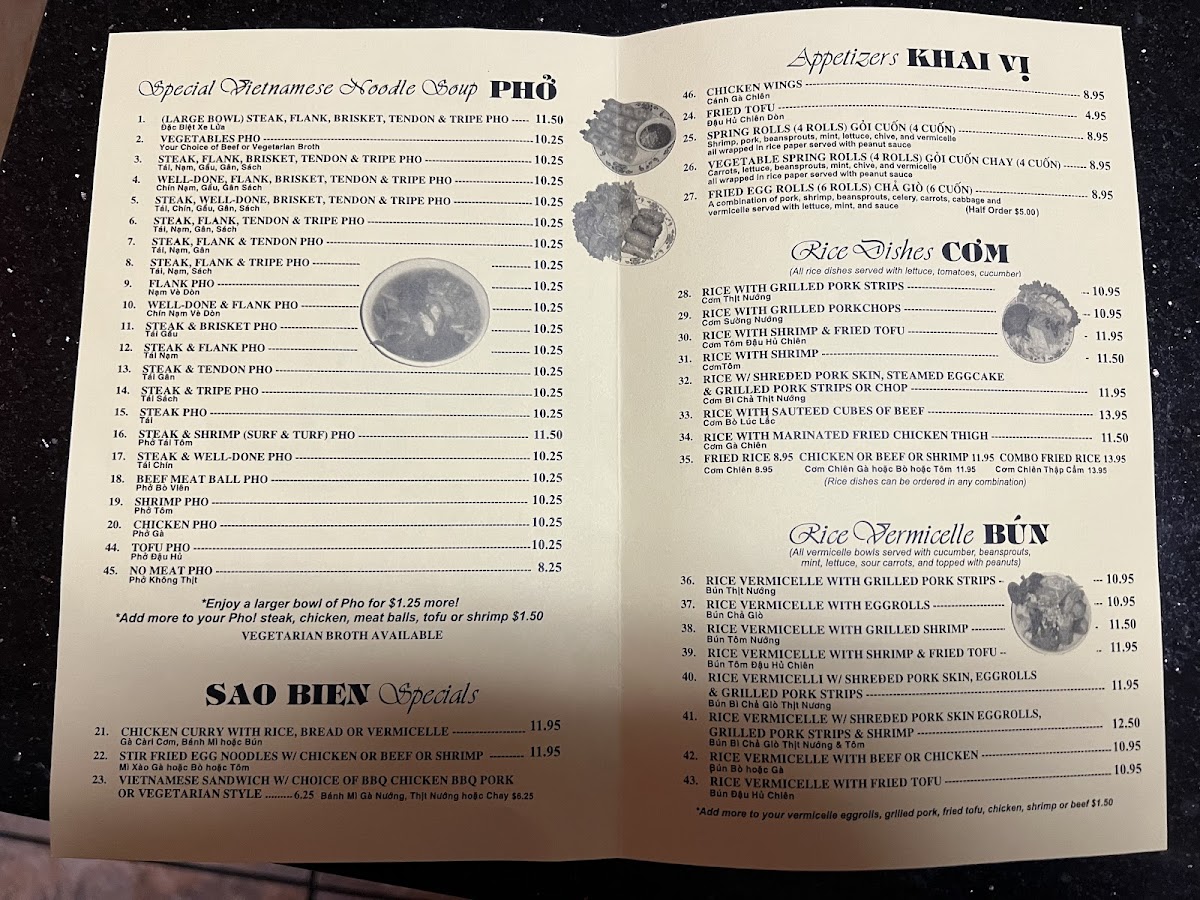 Special Vietnamese Noodle Soup PHỞ
1. (LARGE BOWL) STEAK, FLANK, BRISKET, TENDON & TRIPE PHO 11.50
Đặc Biệt Xe Lửa
2. VEGETABLES PHO 10.25
Your Choice of Beef or Vegetarian Broth
3. STEAK, FLANK, BRISKET, TENDON & TRIPE PHO 10.25
Tái, Nạm, Gầu, Gân, Sách
4. WELL-DONE, FLANK, BRISKET, TENDON & TRIPE PHO 10.25
Chín Nạm, Gầu, Gân, Sách
5. STEAK, WELL-DONE, BRISKET, TENDON & TRIPE PHO 10.25
Tái, Chín, Gầu, Gân, Sách
6. STEAK, FLANK, TENDON & TRIPE PHO 10.25
Tái, Nạm, Gân, Sách
7. STEAK, FLANK & TENDON PHO 10.25
Tái, Nạm, Gân
8. STEAK, FLANK & TRIPE PHO 10.25
Tái, Nạm, Sách
9. FLANK PHO 10.25
Nạm Vè Dòn
10. WELL-DONE & FLANK PHO 10.25
Chín Nạm Vè Dòn
11. STEAK & BRISKET PHO 10.25
Tái Gầu
12. STEAK & FLANK PHO 10.25
Tái Nạm
13. STEAK & TENDON PHO 10.25
Tái Gân
14. STEAK & TRIPE PHO 10.25
Tái Sách
15. STEAK PHO 10.25
Tái
16. STEAK & SHRIMP (SURF & TURF) PHO 11.50
Phở Tái Tôm
17. STEAK & WELL-DONE PHO 10.25
Tái Chín
18. BEEF MEAT BALL PHO 10.25
Phở Bò Viên
19. SHRIMP PHO 10.25
Phở Tôm
20. CHICKEN PHO 10.25
Phở Gà
44. TOFU PHO 10.25
Phở Đậu Hủ
45. NO MEAT PHO 8.25
Phở Không Thịt
*Enjoy a larger bowl of Pho for $1.25 more!
*Add more to your Pho! steak, chicken, meat balls, tofu or shrimp $1.50
VEGETARIAN BROTH AVAILABLE
SAO BIEN Specials
21. CHICKEN CURRY WITH RICE, BREAD OR VERMICELLE 11.95
Gà Càri Cơm, Bánh Mì hoặc Bún
22. STIR FRIED EGG NOODLES W/ CHICKEN OR BEEF OR SHRIMP 11.95
Mì Xào Gà hoặc Bò hoặc Tôm
23. VIETNAMESE SANDWICH W/ CHOICE OF BBQ CHICKEN BBQ PORK
OR VEGETARIAN STYLE .........6.25 Bánh Mì Gà Nướng, Thịt Nướng hoặc Chay $6.25
Appetizers KHAI VỊ
46. CHICKEN WINGS 8.95
Cánh Gà Chiên
24. FRIED TOFU 4.95
Đậu Hủ Chiên Dòn
25. SPRING ROLLS (4 ROLLS) GỎI CUỐN (4 CUỐN) 8.95
Shrimp, pork, beansprouts, mint, lettuce, chive, and vermicelle
all wrapped in rice paper served with peanut sauce
26. VEGETABLE SPRING ROLLS (4 ROLLS) GỎI CUỐN CHAY (4 CUỐN) 8.95
Carrots, lettuce, beansprouts, mint, chive, and vermicelle
all wrapped in rice paper served with peanut sauce
27. FRIED EGG ROLLS (6 ROLLS) CHẢ GIÒ (6 CUỐN) 8.95
A combination of pork, shrimp, beansprouts, celery, carrots, cabbage and
vermicelle served with lettuce, mint, and sauce (Half Order $5.00)
Rice Dishes CƠM
(All rice dishes served with lettuce, tomatoes, cucumber)
28. RICE WITH GRILLED PORK STRIPS 10.95
Cơm Thịt Nướng
29. RICE WITH GRILLED PORKCHOPS 10.95
Cơm Sường Nướng
30. RICE WITH SHRIMP & FRIED TOFU 11.95
Cơm Tôm Đậu Hủ Chiên
31. RICE WITH SHRIMP 11.50
CơmTôm
32. RICE W/ SHREDED PORK SKIN, STEAMED EGGCAKE
& GRILLED PORK STRIPS OR CHOP 11.95
Cơm Bì Chả Thịt Nướng
33. RICE WITH SAUTEED CUBES OF BEEF 13.95
Cơm Bò Lúc Lắc
34. RICE WITH MARINATED FRIED CHICKEN THIGH 11.50
Cơm Gà Chiên
35. FRIED RICE 8.95 CHICKEN OR BEEF OR SHRIMP 11.95 COMBO FRIED RICE 13.95
Cơm Chiên 8.95 Cơm Chiên Gà hoặc Bò hoặc Tôm 11.95 Cơm Chiên Thập Cẩm 13.95
(Rice dishes can be ordered in any combination)
Rice Vermicelle BÚN
(All vermicelle bowls served with cucumber, beansprouts,
mint, lettuce, sour carrots, and topped with peanuts)
36. RICE VERMICELLE WITH GRILLED PORK STRIPS 10.95
Bún Thịt Nướng
37. RICE VERMICELLE WITH EGGROLLS 10.95
Bún Chả Giò
38. RICE VERMICELLE WITH GRILLED SHRIMP 11.50
Bún Tôm Nướng
39. RICE VERMICELLE WITH SHRIMP & FRIED TOFU 11.95
Bún Tôm Đậu Hủ Chiên
40. RICE VERMICELLI W/ SHREDED PORK SKIN, EGGROLLS
& GRILLED PORK STRIPS 11.95
Bún Bì Chả Giò Thịt Nương
41. RICE VERMICELLE W/ SHREDED PORK SKIN EGGROLLS,
GRILLED PORK STRIPS & SHRIMP 12.50
Bún Bì Chả Giò Thịt Nướng & Tôm
42. RICE VERMICELLE WITH BEEF OR CHICKEN 10.95
Bún Bò hoặc Gà
43. RICE VERMICELLE WITH FRIED TOFU 10.95
Bún Đậu Hủ Chiên
*Add more to your vermicelle eggrolls, grilled pork, fried tofu, chicken, shrimp or beef $1.50